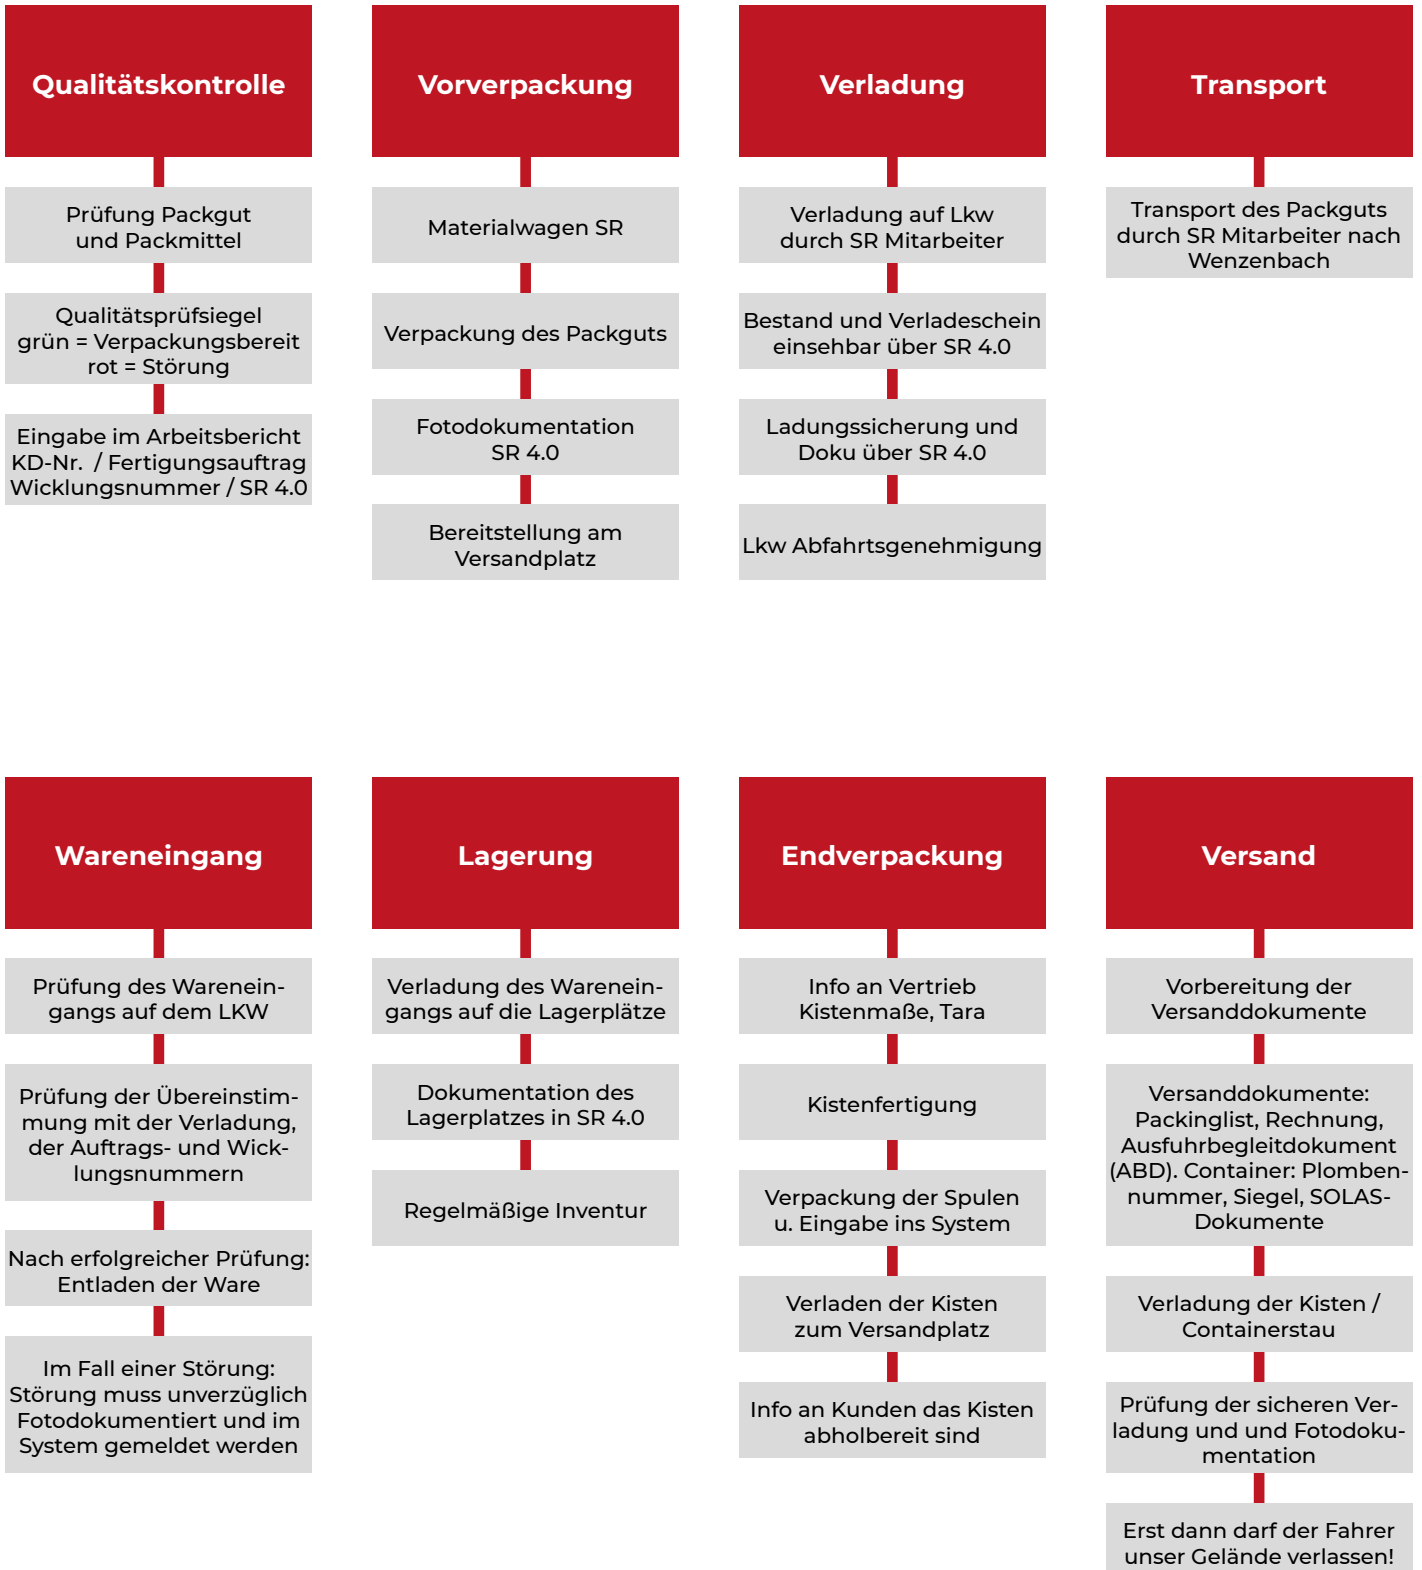 Qualitätskontrolle
Prüfung Packgut
und Packmittel
Qualitätsprüfsiegel
grün = Verpackungsbereit
rot = Störung
Eingabe im Arbeitsbericht
KD-Nr.  / Fertigungsauftrag
Wicklungsnummer / SR 4.0
Vorverpackung
Materialwagen SR
Verpackung des Packguts
Fotodokumentation
SR 4.0
Bereitstellung am
Versandplatz
Verladung
Verladung auf Lkw
durch SR Mitarbeiter
Bestand und Verladeschein
einsehbar über SR 4.0
Ladungssicherung und
Doku über SR 4.0
Lkw Abfahrtsgenehmigung
Transport
Transport des Packguts
durch SR Mitarbeiter nach
Wenzenbach
Wareneingang
Prüfung des Warenein-
gangs auf dem LKW
Prüfung der Übereinstim-
mung mit der Verladung,
der Auftrags- und Wick-
lungsnummern
Nach erfolgreicher Prüfung:
Entladen der Ware
Im Fall einer Störung:
Störung muss unverzüglich
Fotodokumentiert und im
System gemeldet werden
Lagerung
Verladung des Warenein-
gangs auf die Lagerplätze
Dokumentation des
Lagerplatzes in SR 4.0
Regelmäßige Inventur
Endverpackung
Info an Vertrieb
Kistenmaße, Tara
Kistenfertigung
Verpackung der Spulen
u. Eingabe ins System
Verladen der Kisten
zum Versandplatz
Info an Kunden das Kisten
abholbereit sind
Versand
Vorbereitung der
Versanddokumente
Versanddokumente:
Packinglist, Rechnung,
Ausfuhrbegleitdokument
(ABD). Container: Plomben-
nummer, Siegel, SOLAS-
Dokumente
Verladung der Kisten /
Containerstau
Prüfung der sicheren Ver-
ladung und und Fotodoku-
mentation
Erst dann darf der Fahrer
unser Gelände verlassen!